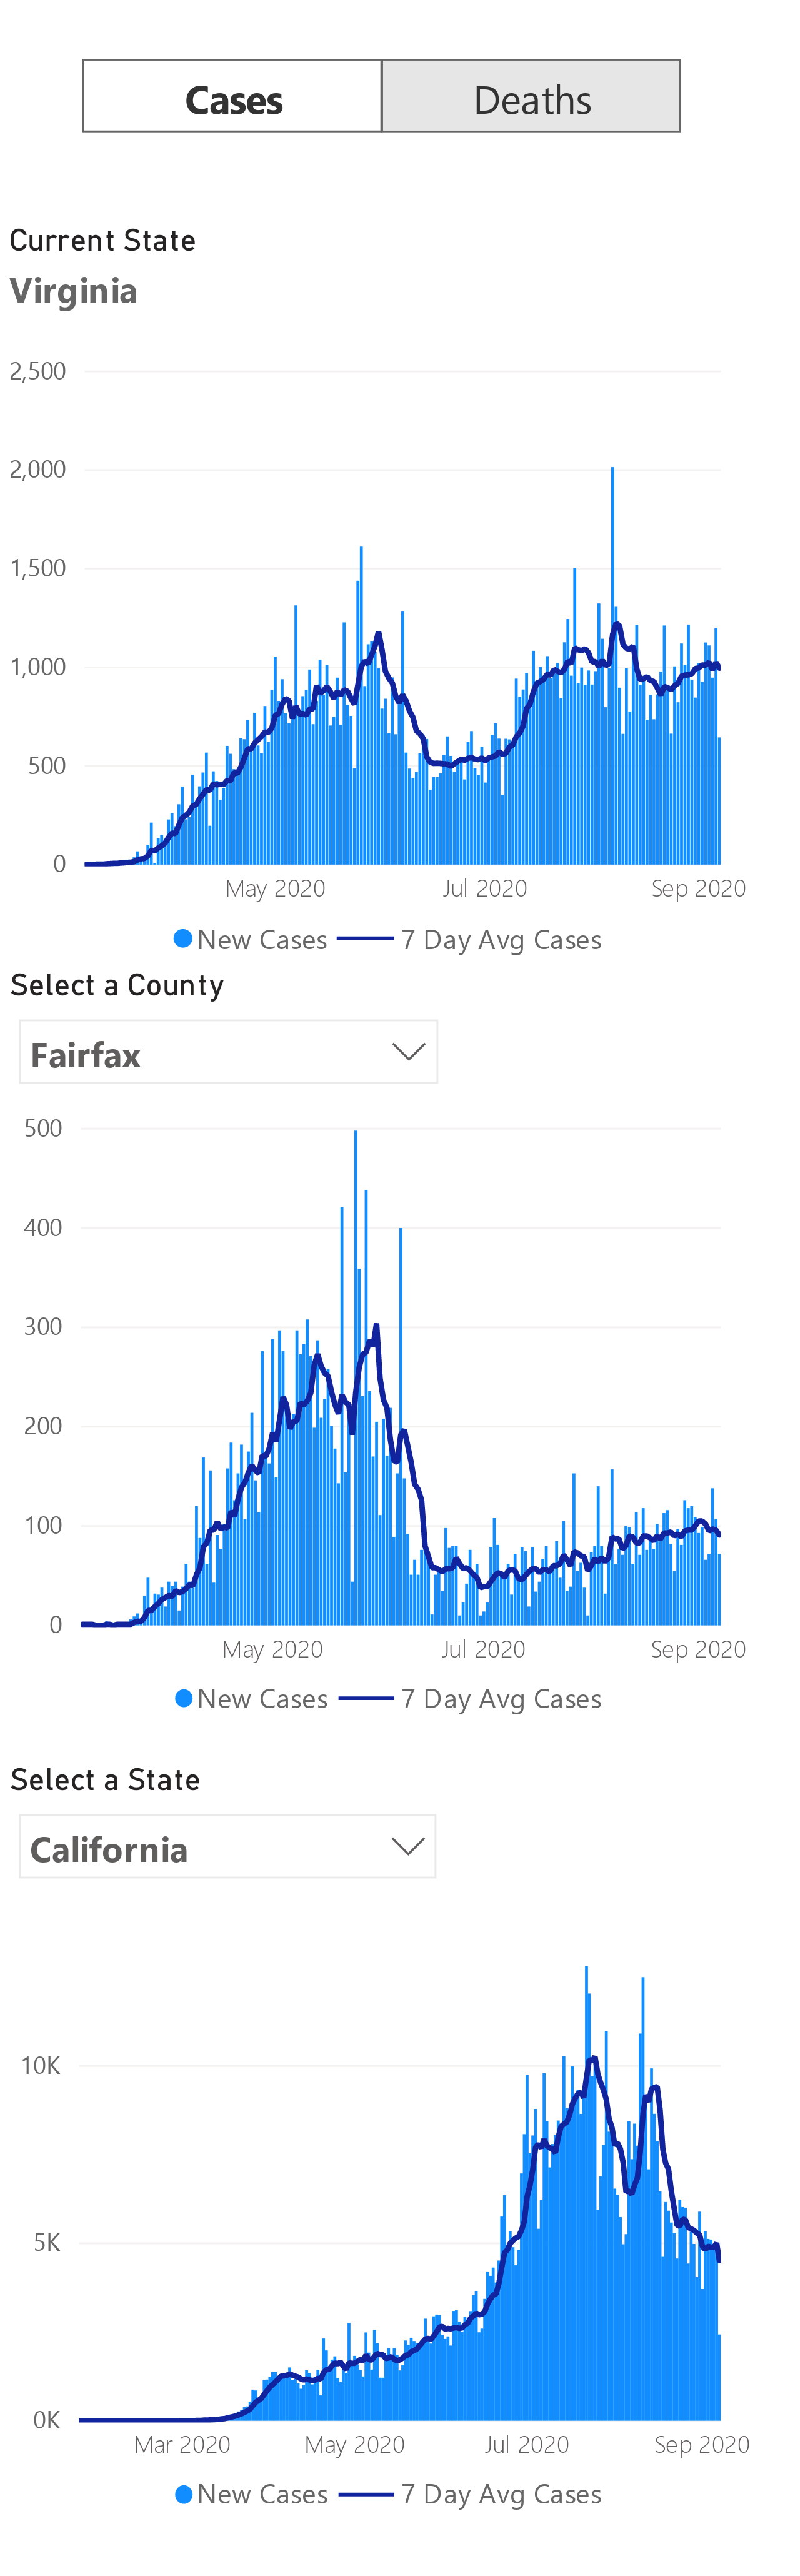 Cases Deaths
Current State
Virginia
2,500
2,000
1,500
1,000
500
0
May 2020 Jul 2020 Sep 2020
New Cases 7 Day Avg Cases
Select a County
Fairfax
500
400
300
200
100
0
May 2020 Jul 2020 Sep 2020
New Cases 7 Day Avg Cases
Select a State
California
10K
5K
0K
Mar 2020 May 2020 Jul 2020 Sep 2020
New Cases 7 Day Avg Cases